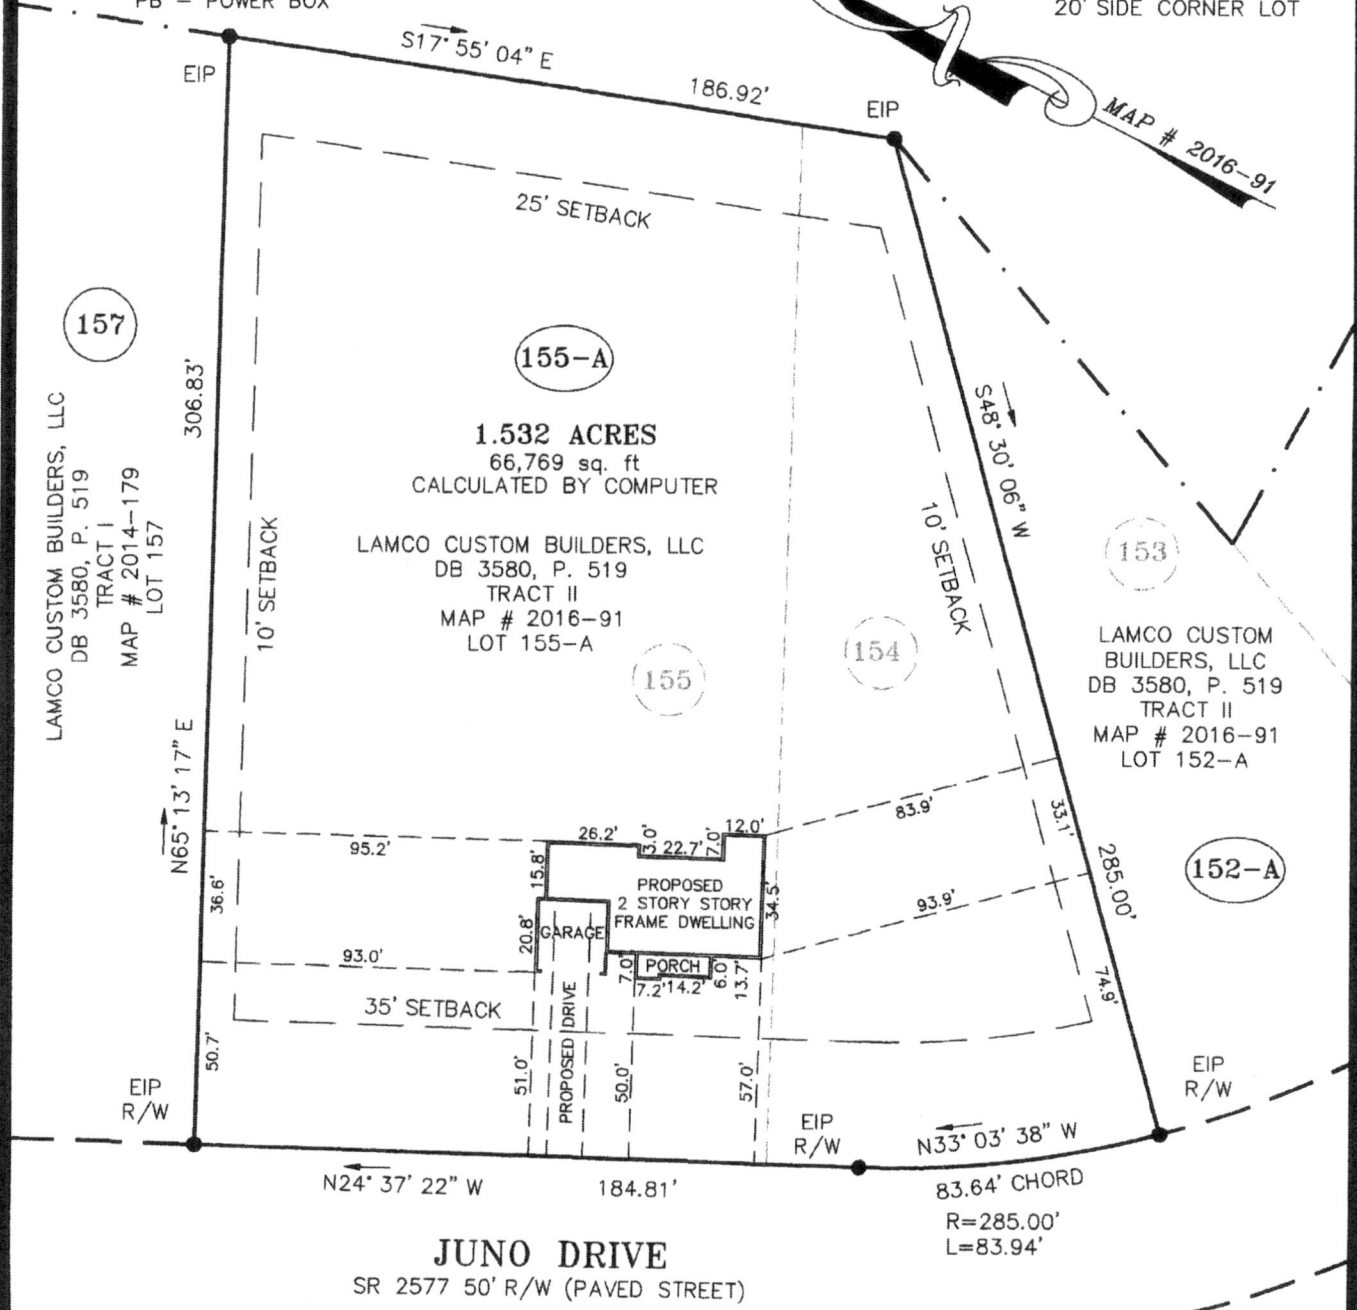 PB - POWER BOX
20' SIDE CORNER LOT
S17° 55' 04" E
186.92'
EIP
EIP
MAP # 2016-91
25' SETBACK
157
155-A
306.83'
1.532 ACRES
66,769 sq. ft
CALCULATED BY COMPUTER
LAMCO CUSTOM BUILDERS, LLC
DB 3580, P. 519
TRACT I
MAP # 2014-179
LOT 157
10' SETBACK
LAMCO CUSTOM BUILDERS, LLC
DB 3580, P. 519
TRACT II
MAP # 2016-91
LOT 155-A
155
154
S48° 30' 06" W
10' SETBACK
153
LAMCO CUSTOM
BUILDERS, LLC
DB 3580, P. 519
TRACT II
MAP # 2016-91
LOT 152-A
N65° 13' 17" E
95.2'
26.2'
3.0'
22.7'
7.0'
12.0'
83.9'
33.1'
285.00'
152-A
36.6'
15.8'
PROPOSED
2 STORY STORY
FRAME DWELLING
34.5'
93.9'
20.8'
GARAGE
93.0'
7.0'
PORCH
6.0'
13.7'
7.2'
14.2'
74.9'
35' SETBACK
50.7'
51.0'
PROPOSED DRIVE
50.0'
57.0'
EIP
R/W
EIP
R/W
EIP
R/W
N33° 03' 38" W
N24° 37' 22" W
184.81'
83.64' CHORD
R=285.00'
L=83.94'
JUNO DRIVE
SR 2577 50' R/W (PAVED STREET)